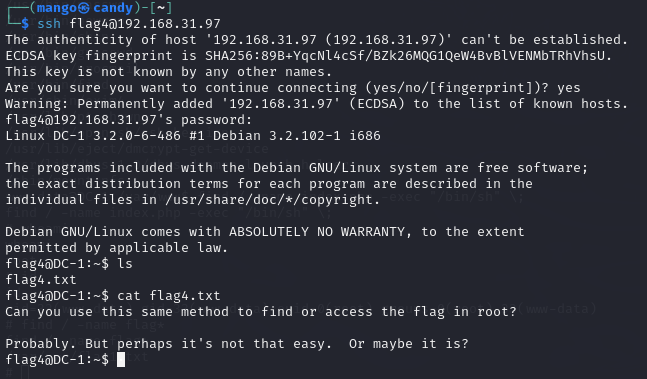 ┌──(mango㉿candy)-[~]
└─$ ssh flag4@192.168.31.97
The authenticity of host '192.168.31.97 (192.168.31.97)' can't be established.
ECDSA key fingerprint is SHA256:89B+YqcNl4cSf/BZk26MQG1QeW4BvBlVENMbTRhVhsU.
This key is not known by any other names.
Are you sure you want to continue connecting (yes/no/[fingerprint])? yes
Warning: Permanently added '192.168.31.97' (ECDSA) to the list of known hosts.
flag4@192.168.31.97's password:
Linux DC-1 3.2.0-6-486 #1 Debian 3.2.102-1 i686
The programs included with the Debian GNU/Linux system are free software;
the exact distribution terms for each program are described in the
individual files in /usr/share/doc/*/copyright.
Debian GNU/Linux comes with ABSOLUTELY NO WARRANTY, to the extent
permitted by applicable law.
flag4@DC-1:~$ ls
flag4.txt
flag4@DC-1:~$ cat flag4.txt
Can you use this same method to find or access the flag in root?
Probably. But perhaps it's not that easy.  Or maybe it is?
flag4@DC-1:~$